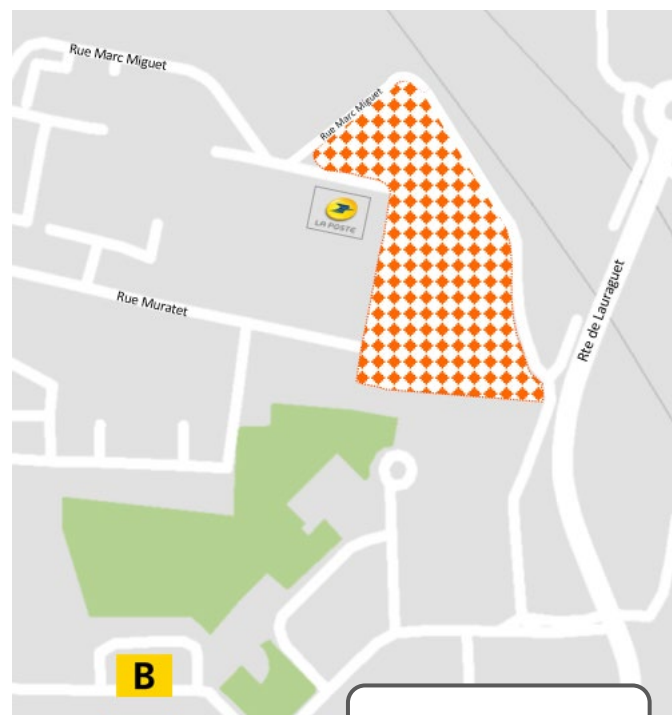 Rue Marc Miguet
Rue Marc Miguet
LA POSTE
Rue Muratet
Rte de Lauraguet
B